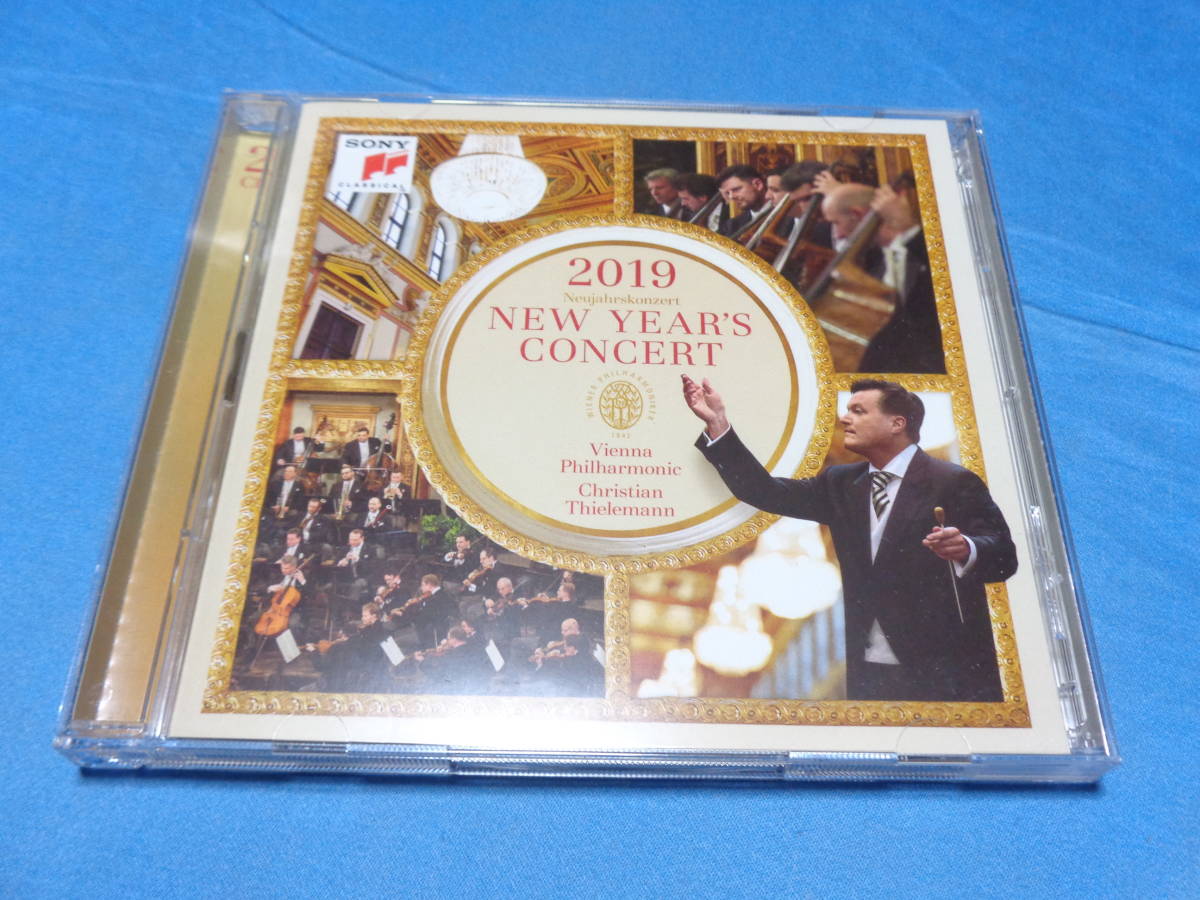 SONY
CLASSICAL
2019
Neujahrskonzert
NEW YEAR'S
CONCERT
WIENER PHILHARMONIKER
1842
Vienna
Philharmonic
Christian
Thielemann